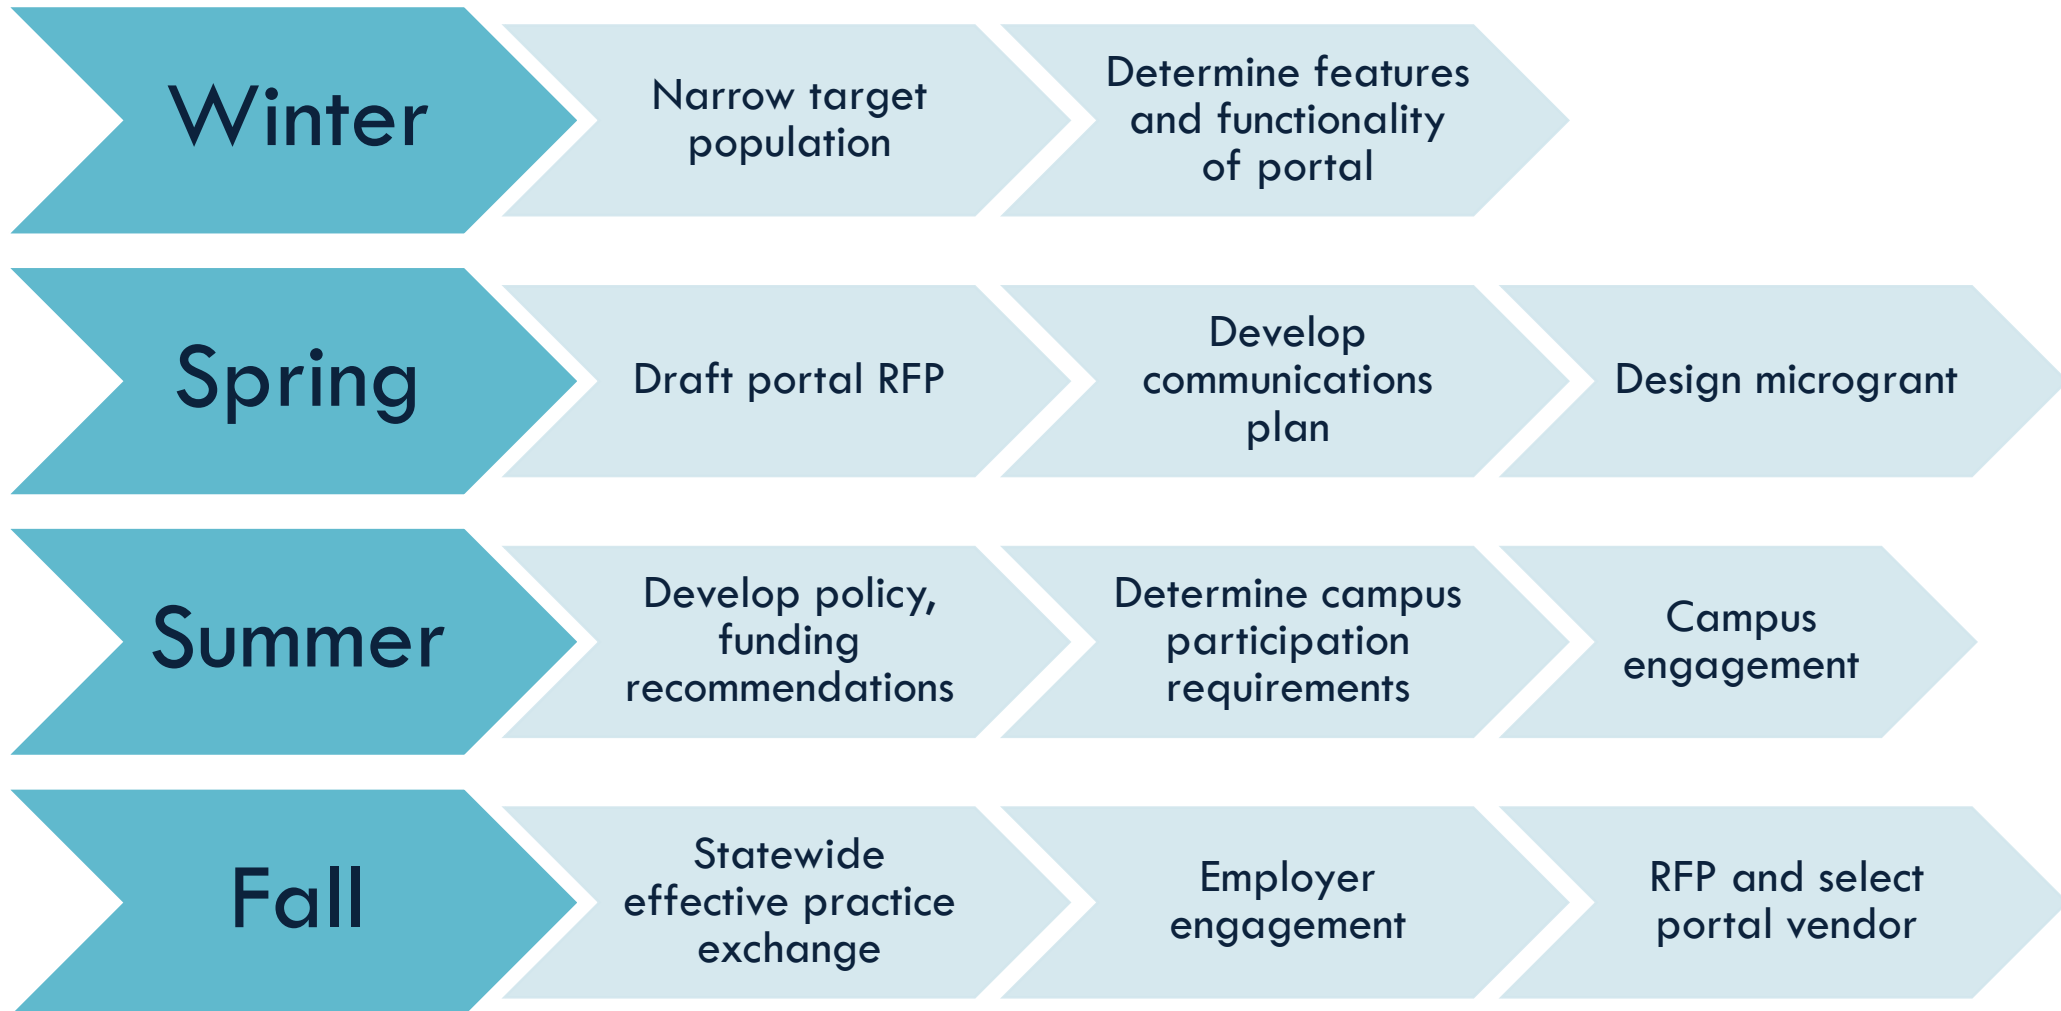 Winter
Narrow target
population
Determine features
and functionality
of portal
Spring
Draft portal RFP
Develop
communications
plan
Design microgrant
Summer
Develop policy,
funding
recommendations
Determine campus
participation
requirements
Campus
engagement
Fall
Statewide
effective practice
exchange
Employer
engagement
RFP and select
portal vendor